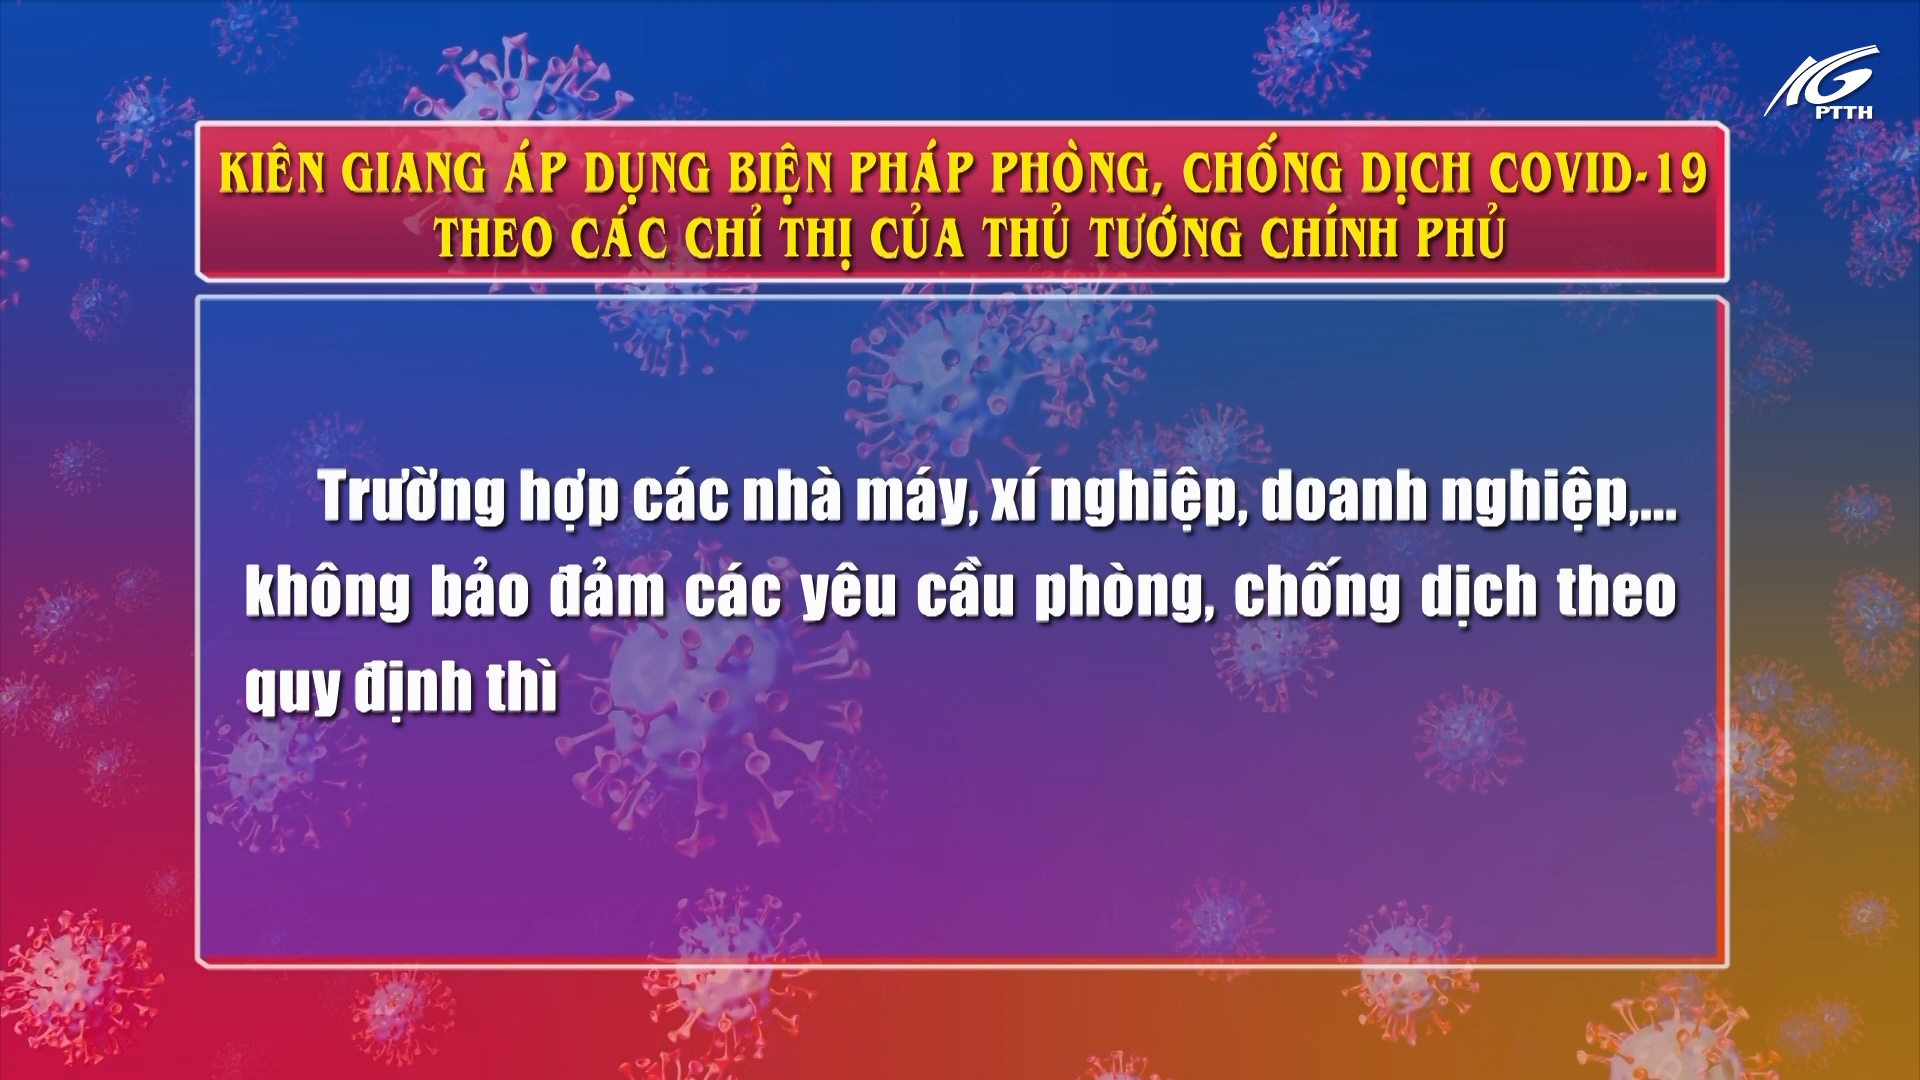 KG
PTTH
KIÊN GIANG ÁP DỤNG BIỆN PHÁP PHÒNG, CHỐNG DỊCH COVID-19
THEO CÁC CHỈ THỊ CỦA THỦ TƯỚNG CHÍNH PHỦ
Trường hợp các nhà máy, xí nghiệp, doanh nghiệp,...
không bảo đảm các yêu cầu phòng, chống dịch theo
quy định thì